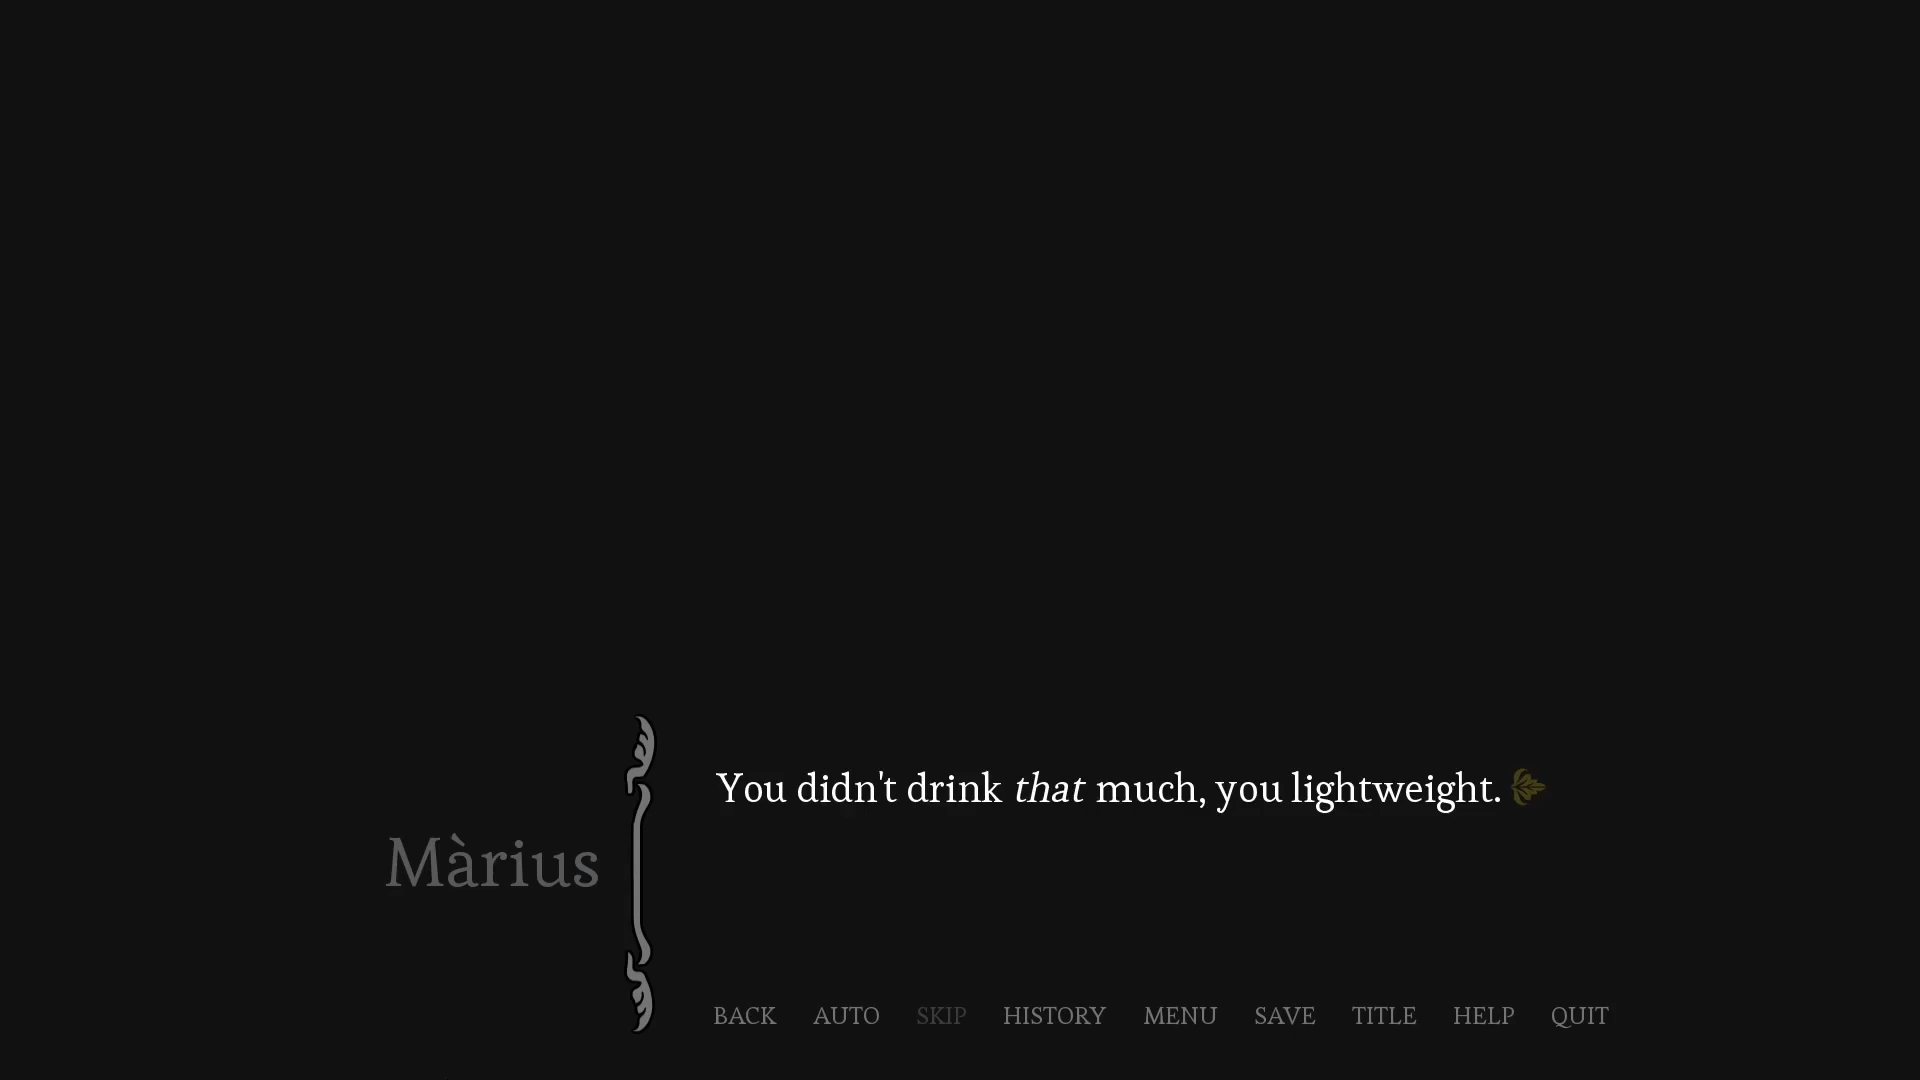 You didn't drink that much, you lightweight.
Màrius
BACK AUTO SKIP HISTORY MENU SAVE TITLE HELP QUIT